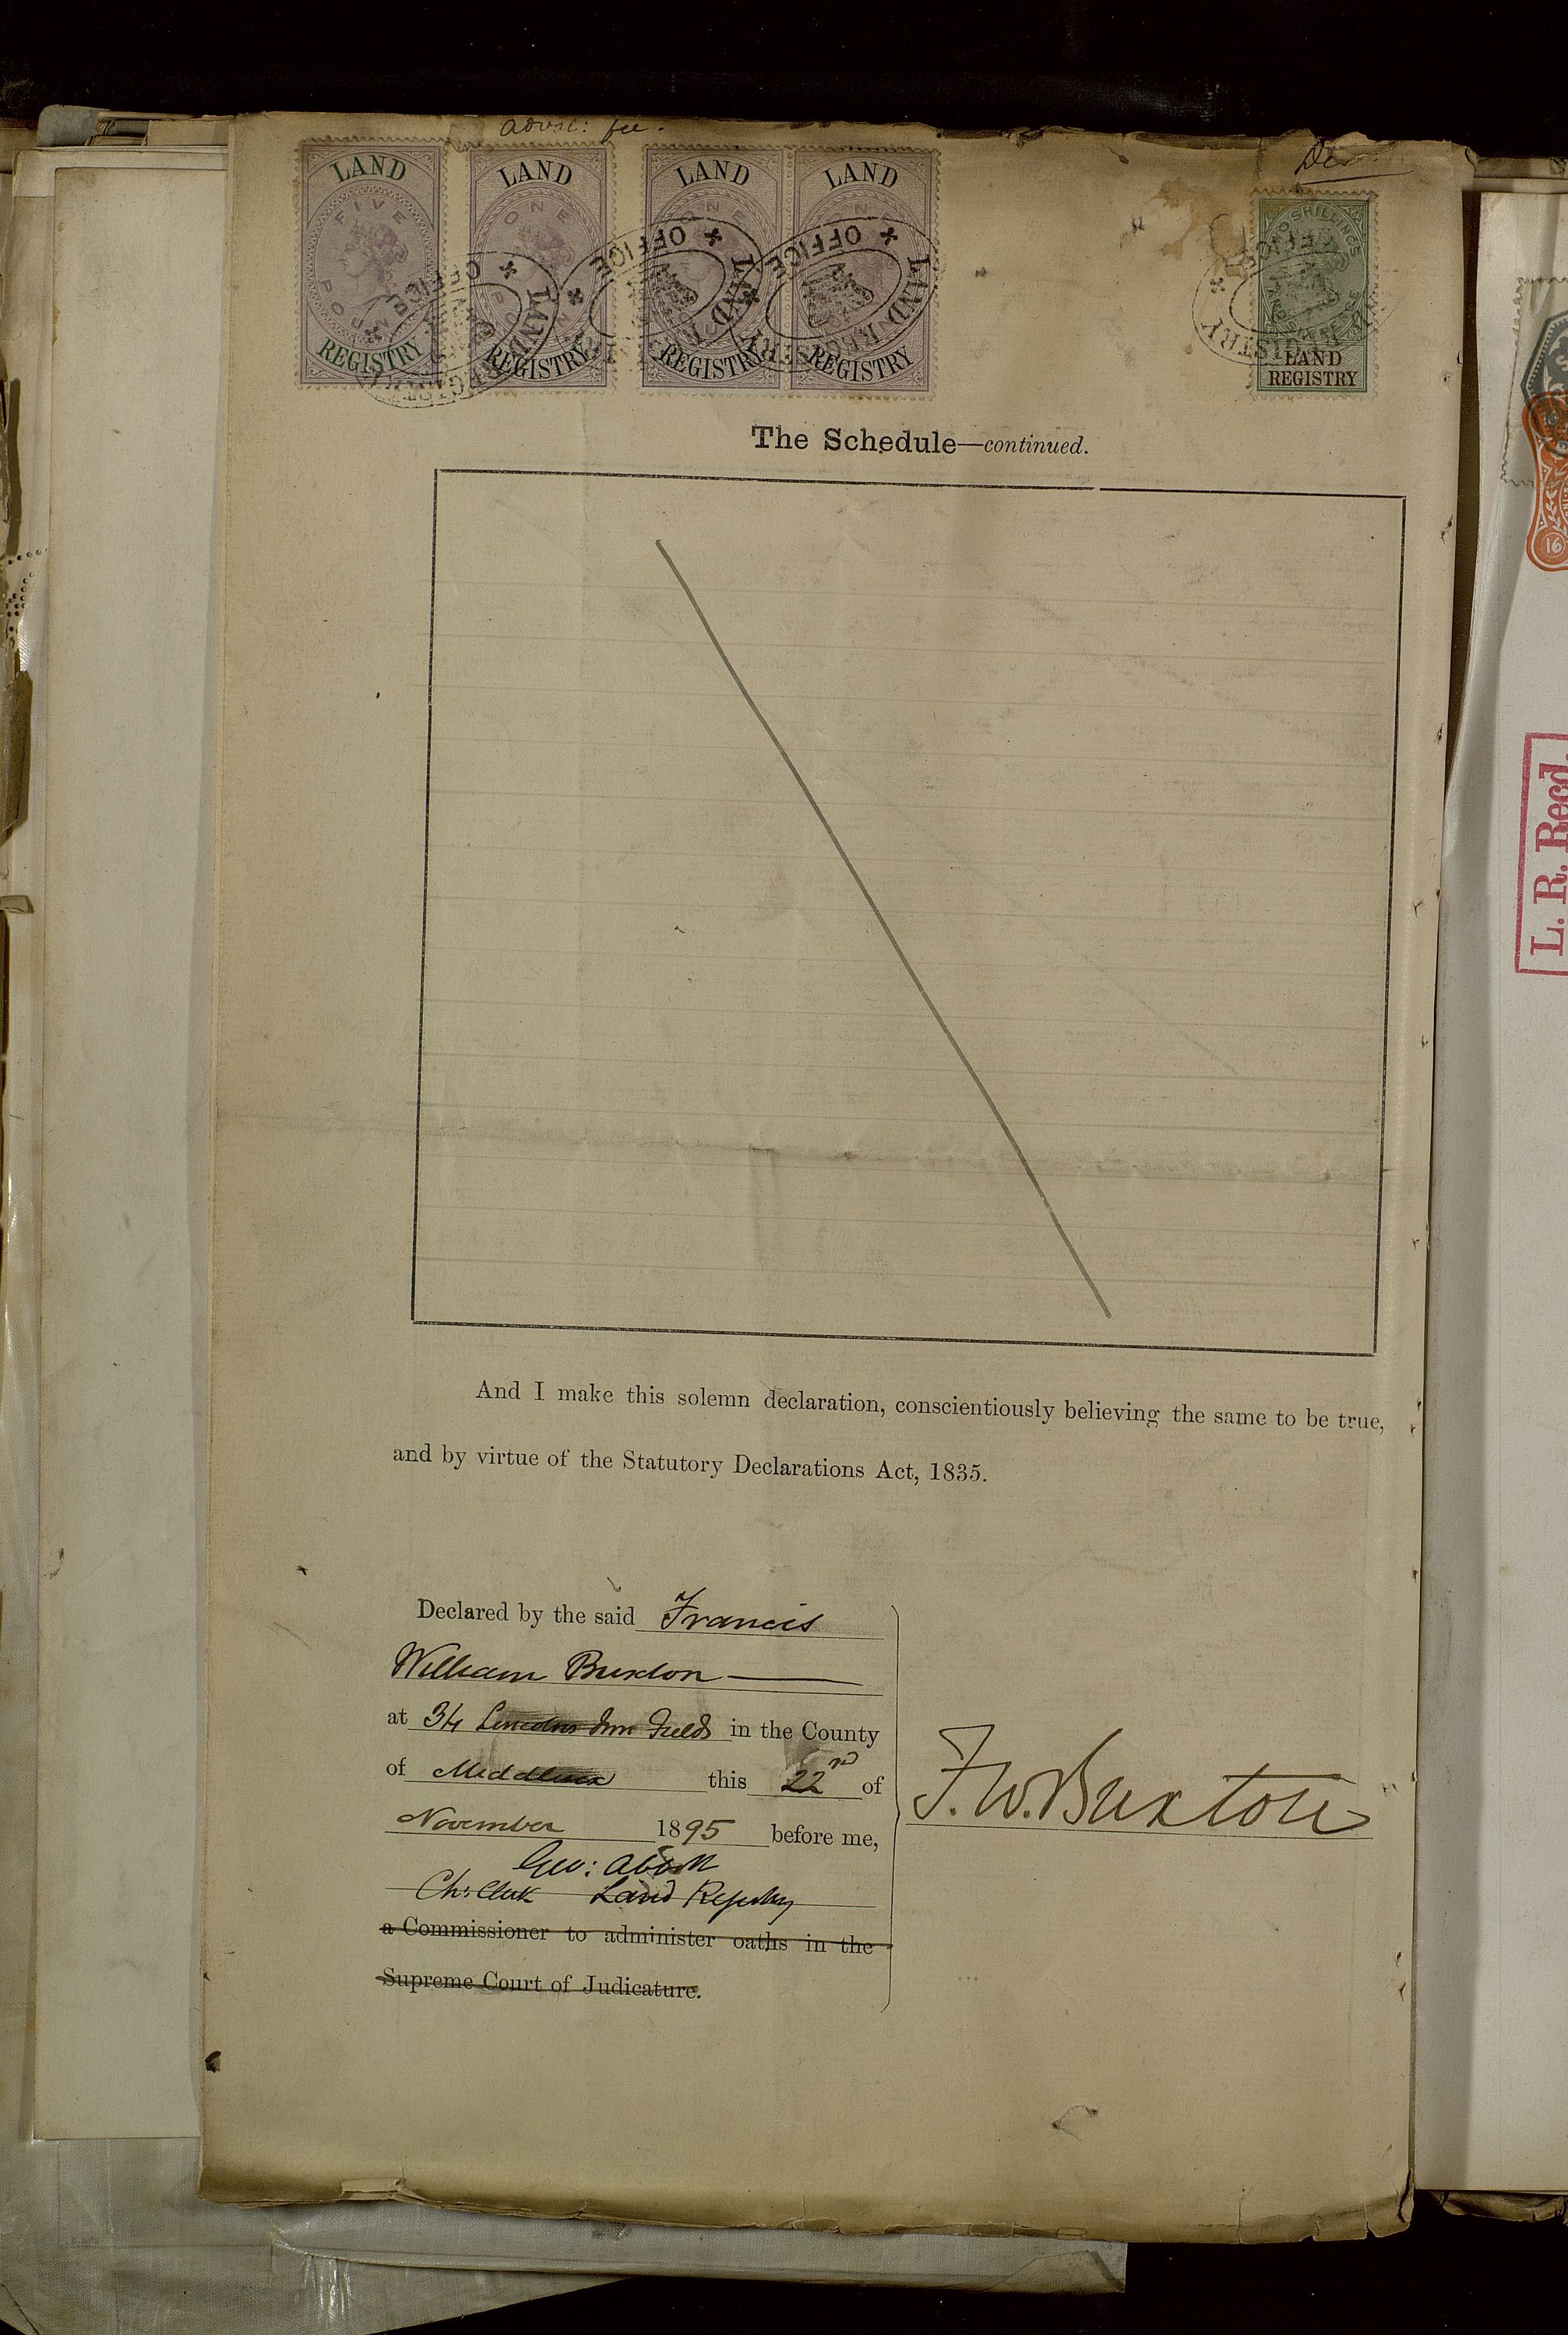 adval: fee.
LAND FIVE POUNDS REGISTRY
LAND ONE POUND REGISTRY
LAND ONE POUND REGISTRY
LAND ONE POUND REGISTRY
TWO SHILLINGS
LAND
REGISTRY
LAND REGISTRY OFFICE
LAND REGISTRY OFFICE
LAND REGISTRY OFFICE
LAND REGISTRY OFFICE
The Schedule—continued.
And I make this solemn declaration, conscientiously believing the same to be true,
and by virtue of the Statutory Declarations Act, 1835.
Declared by the said Francis
William Buxton
at 34 Lincolns Inn Fields in the County
of Middlesex this 22nd of
November 1895 before me,
Geo: Abbott
Ch: Clerk Land Registry
a Commissioner to administer oaths in the
Supreme Court of Judicature.
F. W. Buxton
16
L. R. Recd.